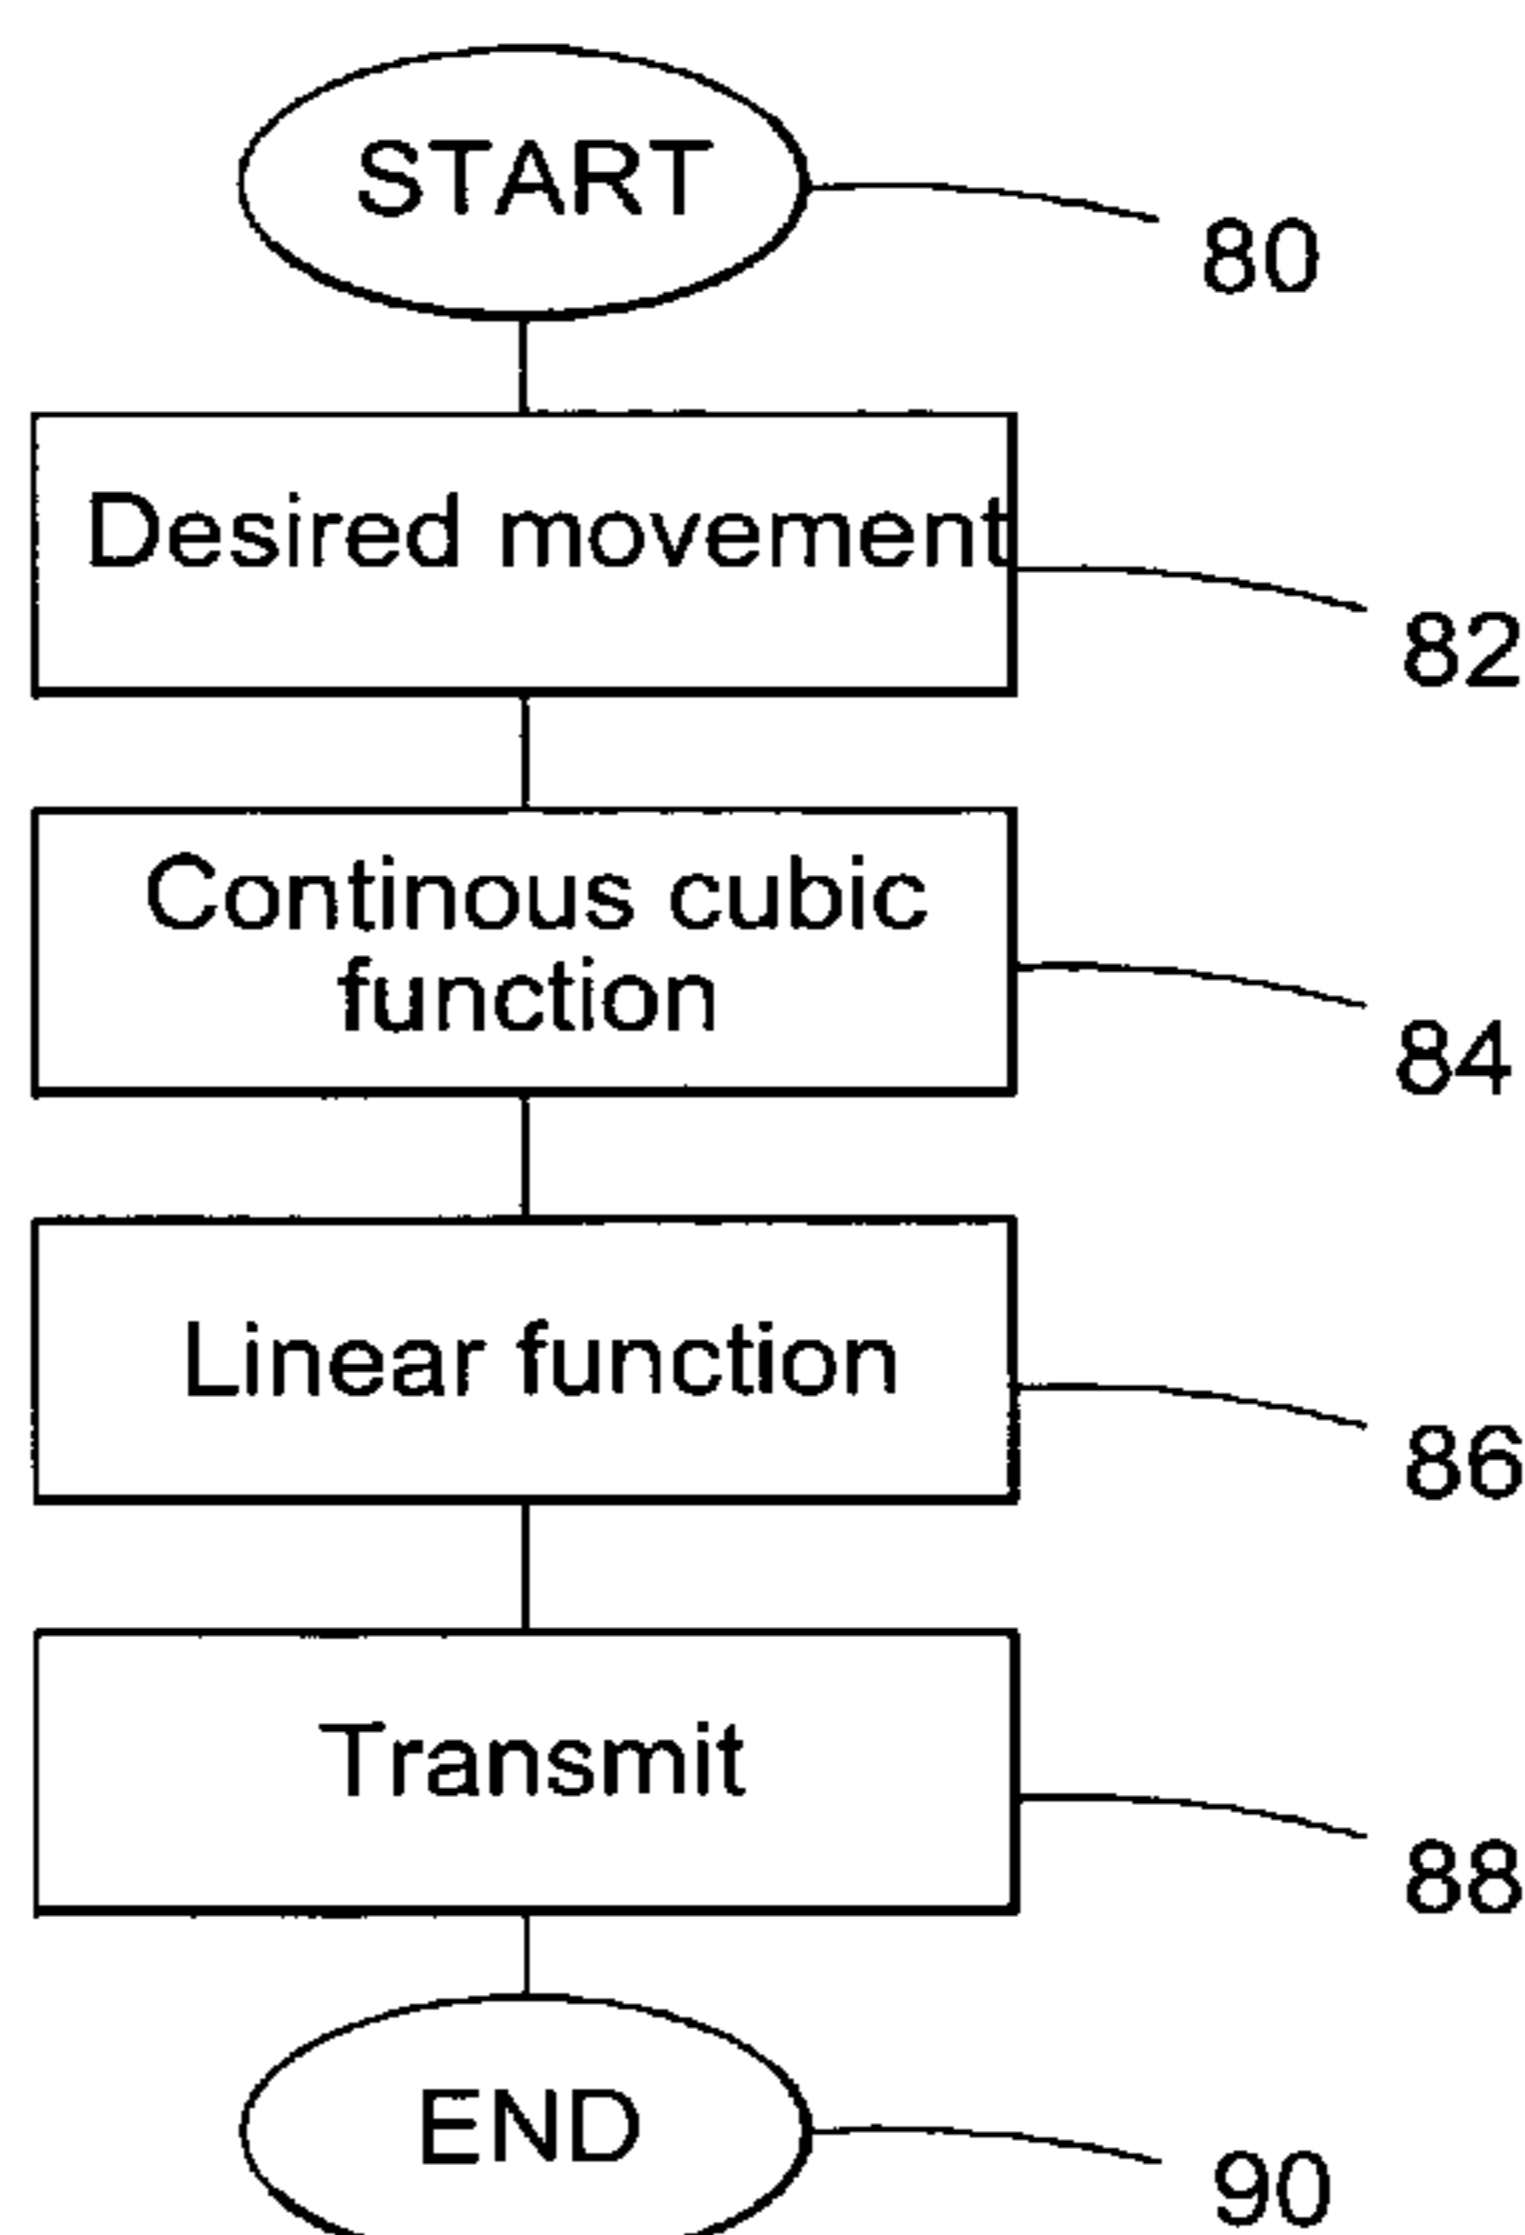 START
80
Desired movement
82
Continous cubic
function
84
Linear function
86
Transmit
88
END
90